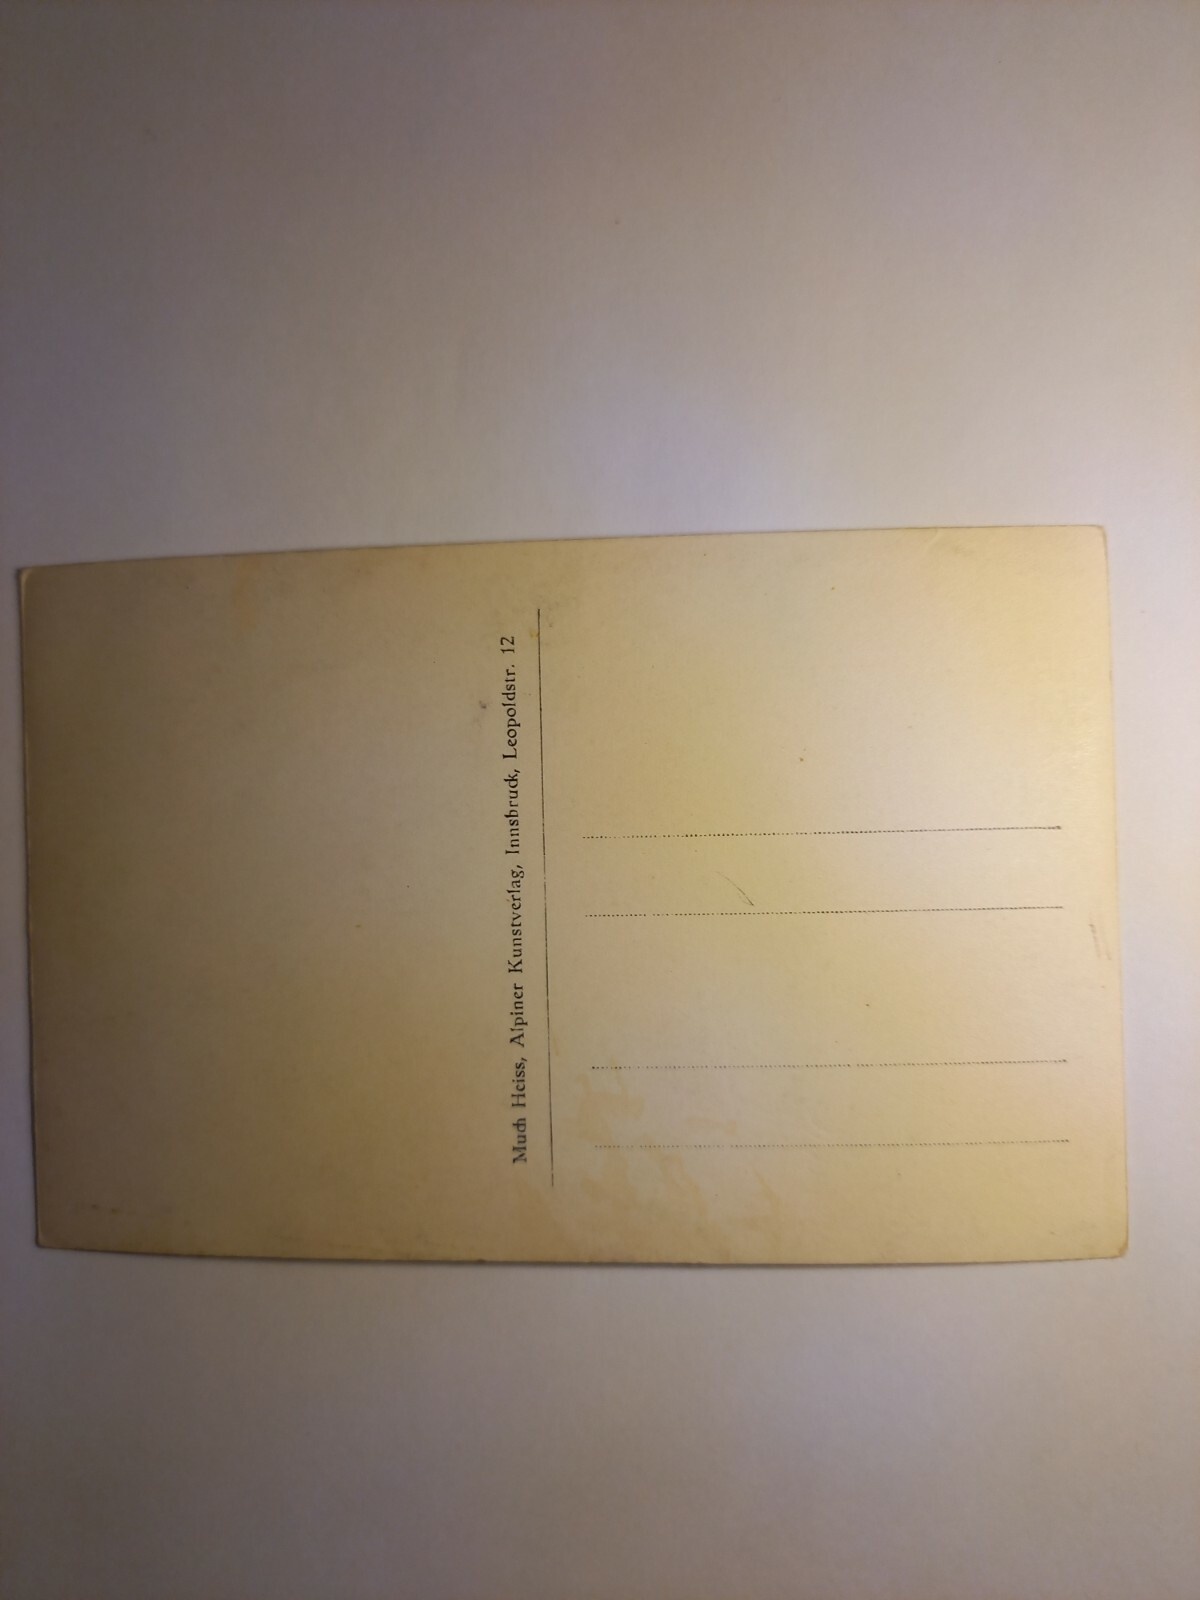 Much Heiss, Alpiner Kunstverlag, Innsbruck, Leopoldstr. 12